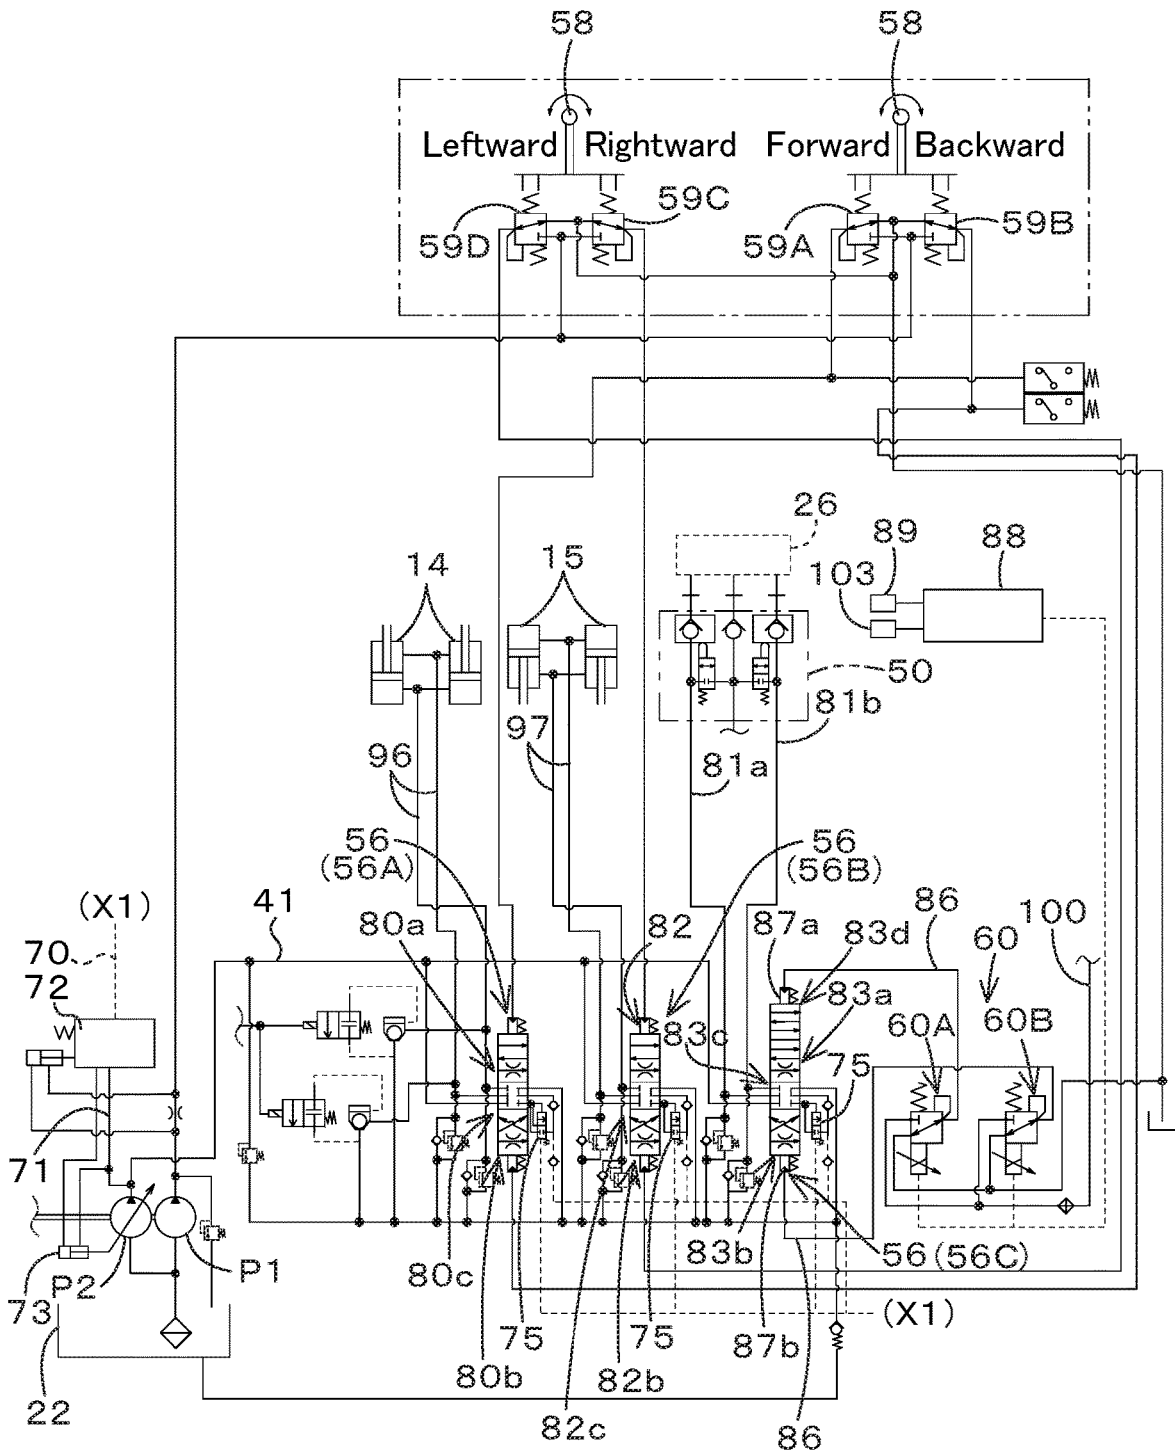 58
58
Leftward Rightward
Forward Backward
59D
59C
59A
59B
26
89
88
103
14
15
50
81b
96
97
81a
56
(56A)
56
(56B)
(X1)
41
80a
82
87a
83d
86
100
70
72
83c
83a
60
60A
60B
75
71
73
P2
P1
80c
75
75
83b
56 (56C)
(X1)
22
80b
82c
82b
87b
86